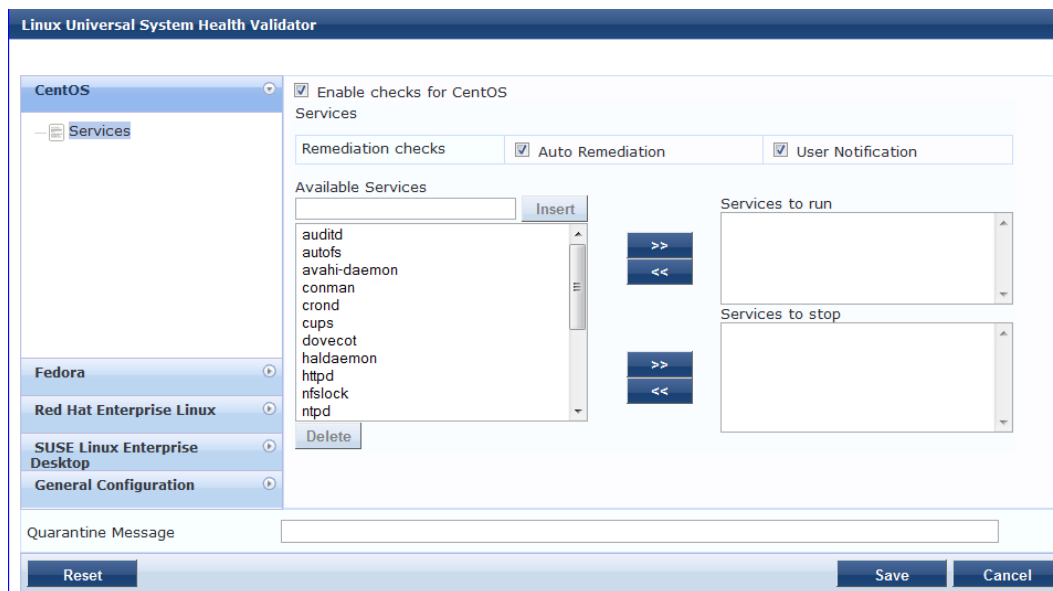 Linux Universal System Health Validator
CentOS
Services
Fedora
Red Hat Enterprise Linux
SUSE Linux Enterprise
Desktop
General Configuration
Enable checks for CentOS
Services
Remediation checks
Auto Remediation
User Notification
Available Services
Insert
auditd
autofs
avahi-daemon
conman
crond
cups
dovecot
haldaemon
httpd
nfslock
ntpd
Delete
>>
<<
>>
<<
Services to run
Services to stop
Quarantine Message
Reset
Save
Cancel